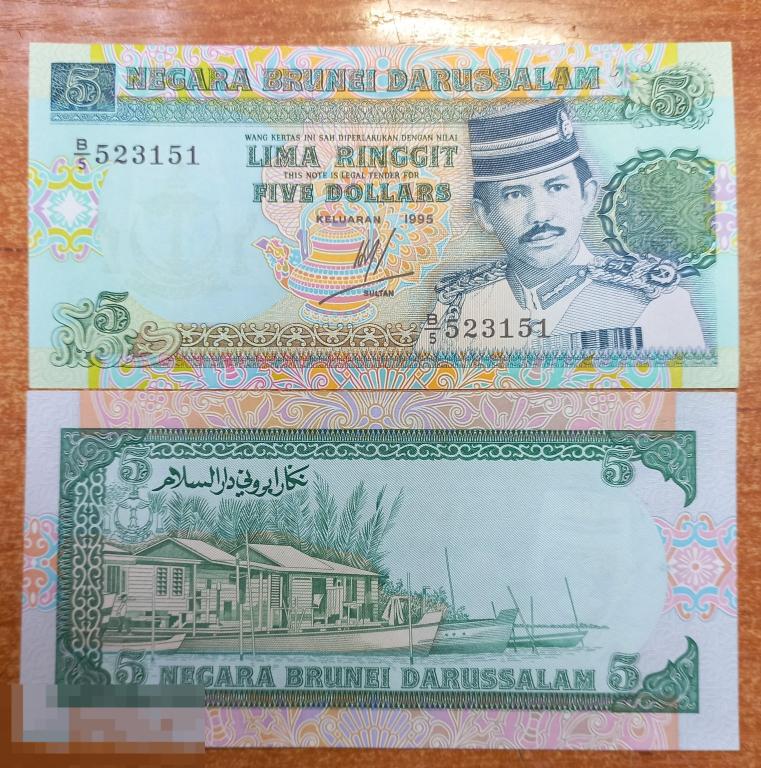 5 NEGARA BRUNEI DARUSSALAM 5
B/5 523151
WANG KERTAS INI SAH DIPERLAKUKAN DENGAN NILAI
LIMA RINGGIT
THIS NOTE IS LEGAL TENDER FOR
FIVE DOLLARS
KELUARAN 1995
SULTAN
5
B/5 523151
5 5
نݢارا بروني دارالسلام
5 NEGARA BRUNEI DARUSSALAM 5